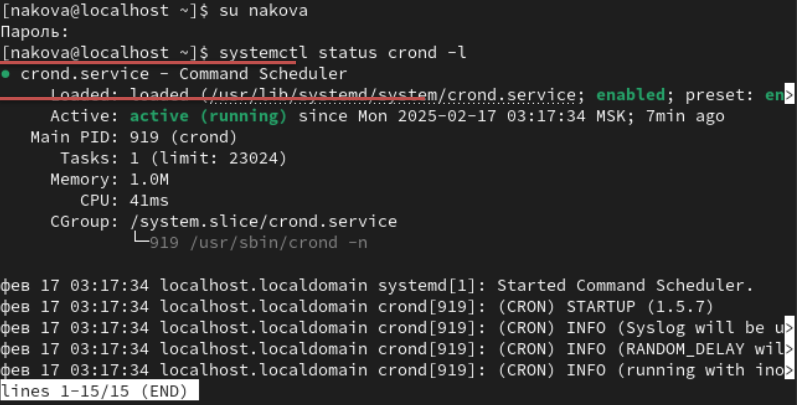 [nakova@localhost ~]$ su nakova
Пароль:
[nakova@localhost ~]$ systemctl status crond -l
● crond.service - Command Scheduler
     Loaded: loaded (/usr/lib/systemd/system/crond.service; enabled; preset: en>
     Active: active (running) since Mon 2025-02-17 03:17:34 MSK; 7min ago
   Main PID: 919 (crond)
      Tasks: 1 (limit: 23024)
     Memory: 1.0M
        CPU: 41ms
     CGroup: /system.slice/crond.service
             └─919 /usr/sbin/crond -n
фев 17 03:17:34 localhost.localdomain systemd[1]: Started Command Scheduler.
фев 17 03:17:34 localhost.localdomain crond[919]: (CRON) STARTUP (1.5.7)
фев 17 03:17:34 localhost.localdomain crond[919]: (CRON) INFO (Syslog will be u>
фев 17 03:17:34 localhost.localdomain crond[919]: (CRON) INFO (RANDOM_DELAY wil>
фев 17 03:17:34 localhost.localdomain crond[919]: (CRON) INFO (running with ino>
lines 1-15/15 (END)